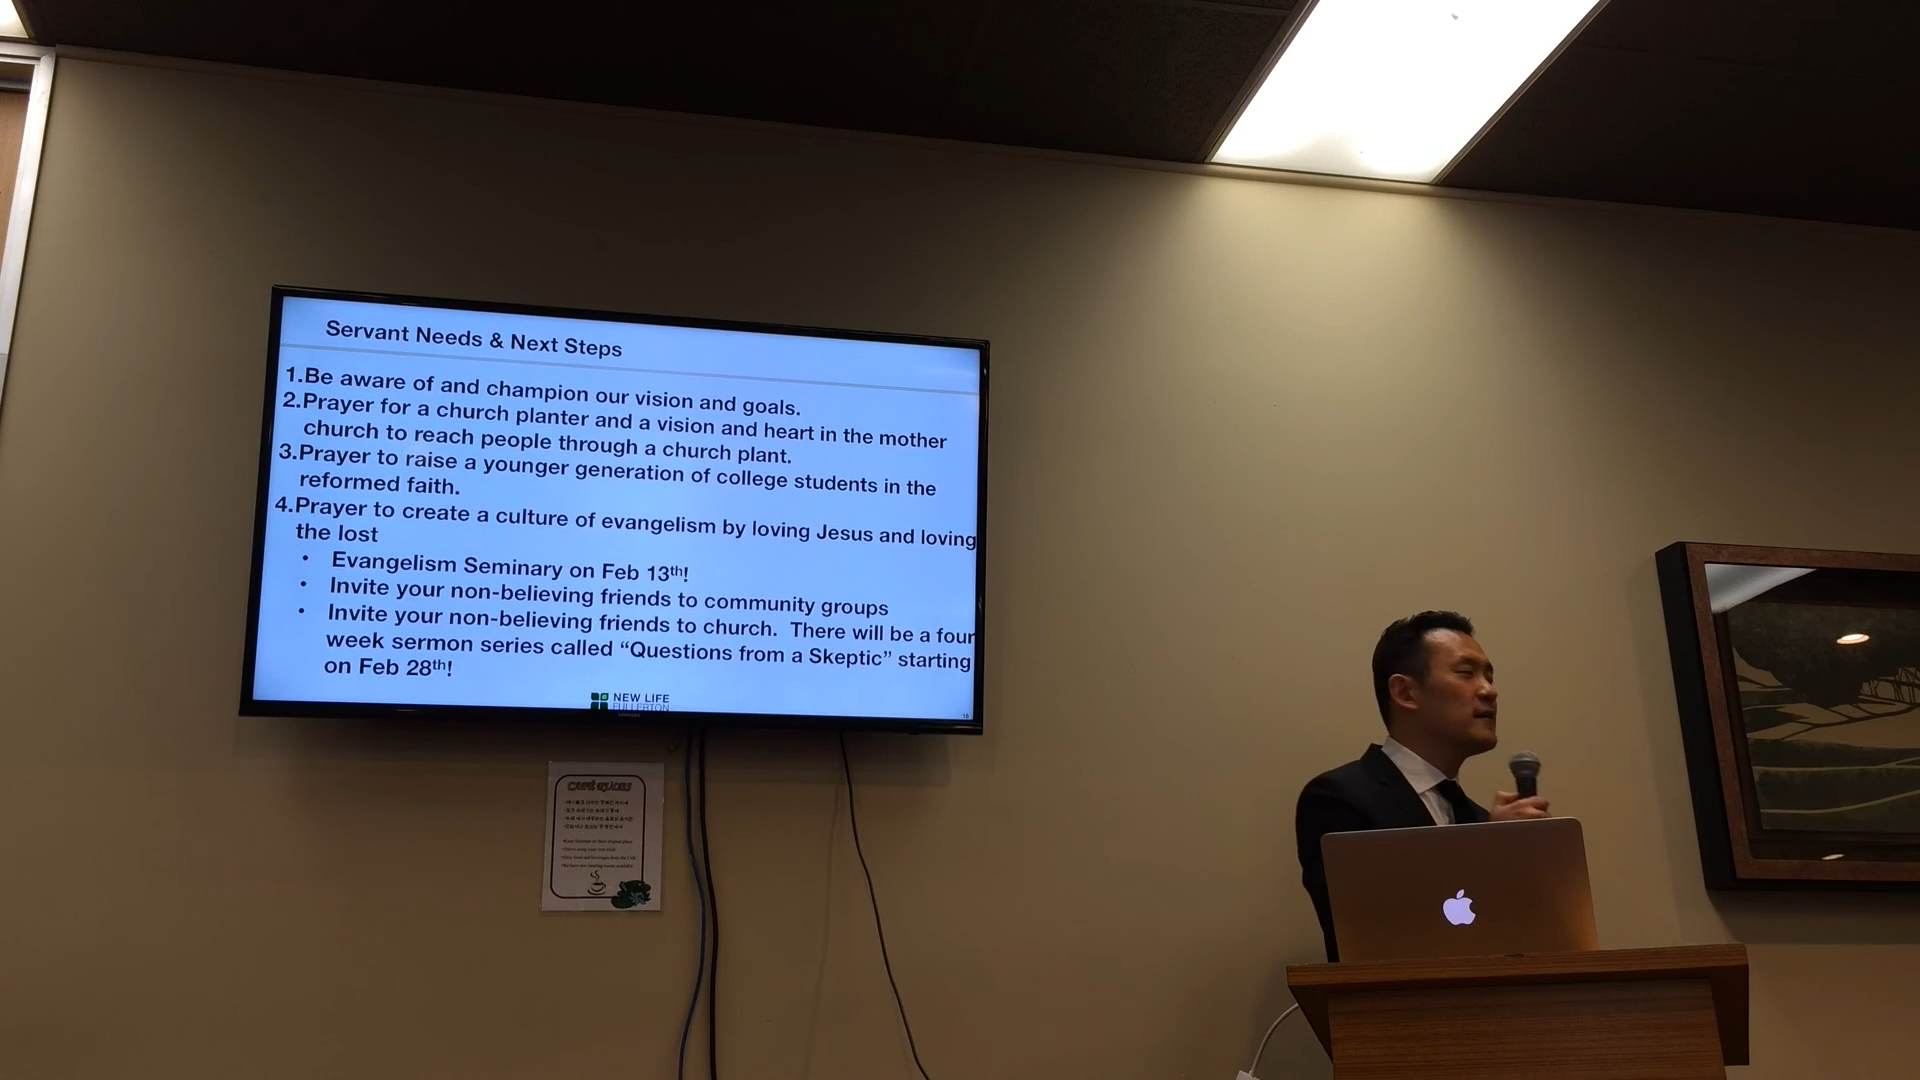 Servant Needs & Next Steps
1.Be aware of and champion our vision and goals.
2.Prayer for a church planter and a vision and heart in the mother
church to reach people through a church plant.
3.Prayer to raise a younger generation of college students in the
reformed faith.
4.Prayer to create a culture of evangelism by loving Jesus and loving
the lost
• Evangelism Seminary on Feb 13th!
• Invite your non-believing friends to community groups
• Invite your non-believing friends to church. There will be a four
week sermon series called “Questions from a Skeptic” starting
on Feb 28th!
NEW LIFE
FULLERTON
16
SAMSUNG